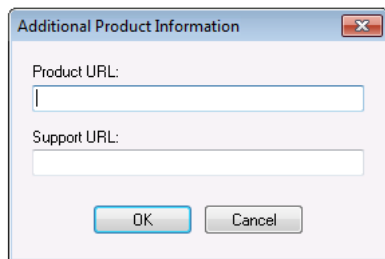 Additional Product Information
Product URL:
Support URL:
OK
Cancel